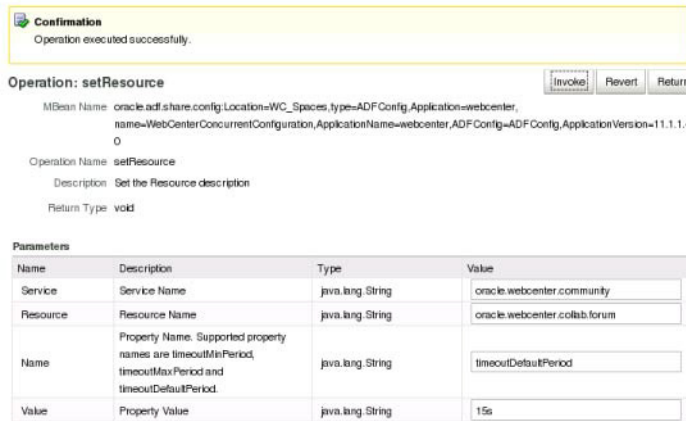 Confirmation
Operation executed successfully.
Operation: setResource
Invoke Revert Return
MBean Name oracle.adf.share.config:Location=WC_Spaces,type=ADFConfig,Application=webcenter,
name=WebCenterConcurrentConfiguration,ApplicationName=webcenter,ADFConfig=ADFConfig,ApplicationVersion=11.1.1.
0
Operation Name setResource
Description Set the Resource description
Return Type void
Parameters
Name Description Type Value
Service Service Name java.lang.String oracle.webcenter.community
Resource Resource Name java.lang.String oracle.webcenter.collab.forum
Property Name. Supported property
names are timeoutMinPeriod,
Name java.lang.String timeoutDefaultPeriod
timeoutMaxPeriod and
timeoutDefaultPeriod.
Value Property Value java.lang.String 15s